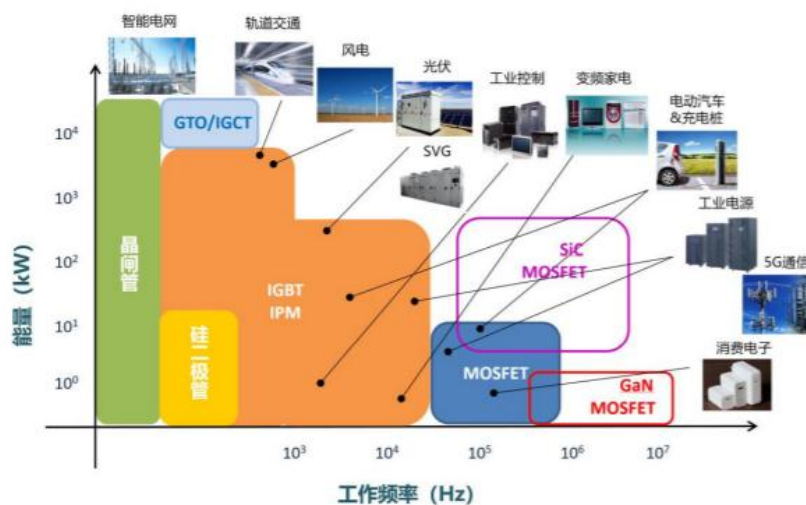 智能电网
轨道交通
风电
光伏
工业控制
变频家电
电动汽车
&充电桩
SVG
工业电源
5G通信
消费电子
GTO/IGCT
晶闸管
硅二极管
IGBT
IPM
SiC
MOSFET
MOSFET
GaN
MOSFET
能量（kW）
10⁴
10³
10²
10¹
10⁰
10³
10⁴
10⁵
10⁶
10⁷
工作频率（Hz）